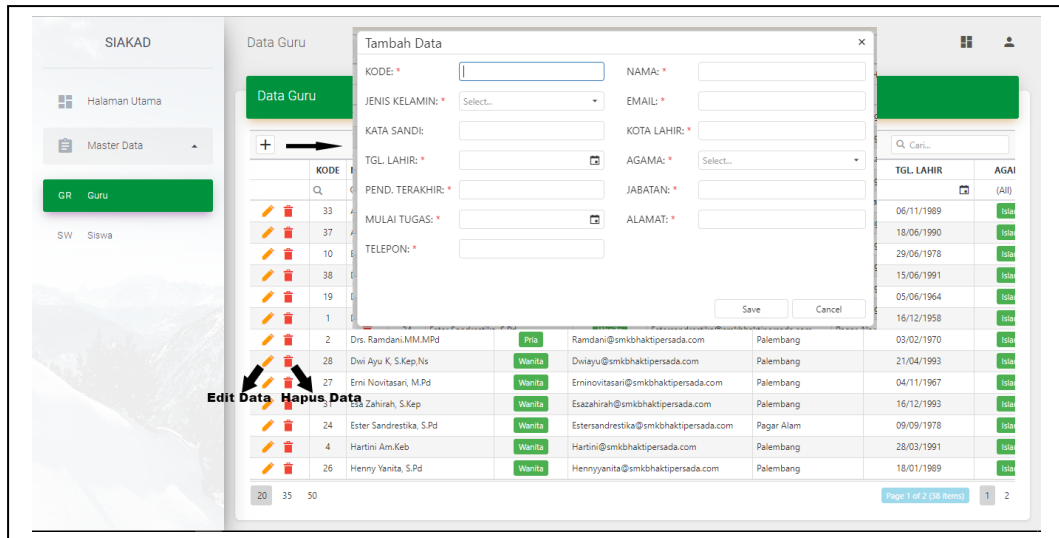 SIAKAD
Halaman Utama
Master Data
GR Guru
SW Siswa
Data Guru
Data Guru
Tambah Data ×
KODE: * NAMA: *
JENIS KELAMIN: * Select... EMAIL: *
KATA SANDI: KOTA LAHIR: *
TGL. LAHIR: * AGAMA: * Select...
PEND. TERAKHIR: * JABATAN: *
MULAI TUGAS: * ALAMAT: *
TELEPON: *
Save Cancel
Cari...
KODE TGL. LAHIR
(All)
33 06/11/1989
37 18/06/1990
10 29/06/1978
38 15/06/1991
19 05/06/1964
1 16/12/1958
2 Drs. Ramdani.MM.MPd Pria Ramdani@smkbhaktipersada.com Palembang 03/02/1970
28 Dwi Ayu K, S.Kep,Ns Wanita Dwiayu@smkbhaktipersada.com Palembang 21/04/1993
27 Erni Novitasari, M.Pd Wanita Erninovitasari@smkbhaktipersada.com Palembang 04/11/1967
Edit Data Hapus Data
31 Esa Zahirah, S.Kep Wanita Esazahirah@smkbhaktipersada.com Palembang 16/12/1993
24 Ester Sandrestika, S.Pd Wanita Estersandrestika@smkbhaktipersada.com Pagar Alam 09/09/1978
4 Hartini Am.Keb Wanita Hartini@smkbhaktipersada.com Palembang 28/03/1991
26 Henny Yanita, S.Pd Wanita Hennyyanita@smkbhaktipersada.com Palembang 18/01/1989
20 35 50
Page 1 of 2 (38 items) 1 2